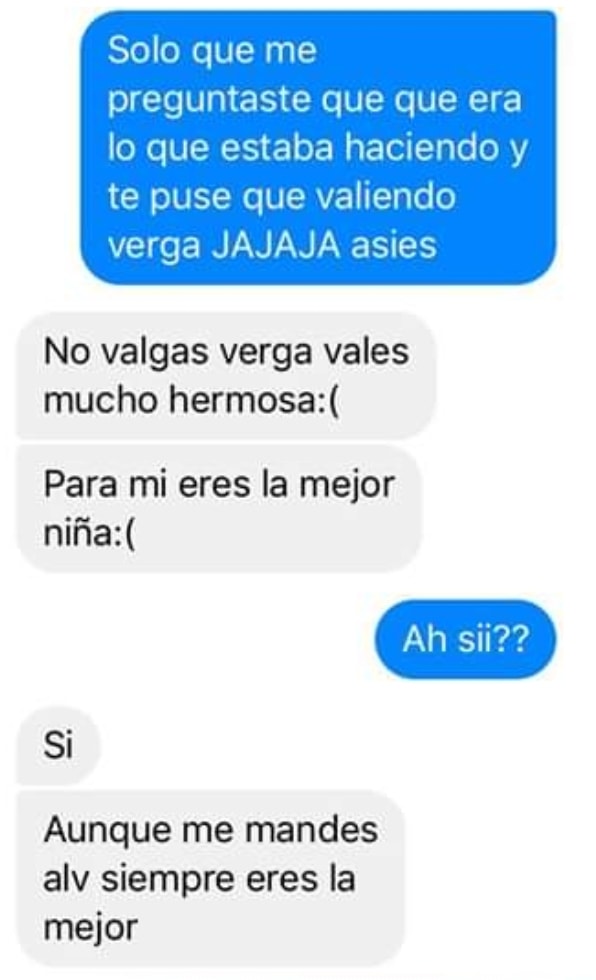 Solo que me
preguntaste que que era
lo que estaba haciendo y
te puse que valiendo
verga JAJAJA asies
No valgas verga vales
mucho hermosa:(
Para mi eres la mejor
niña:(
Ah sii??
Si
Aunque me mandes
alv siempre eres la
mejor